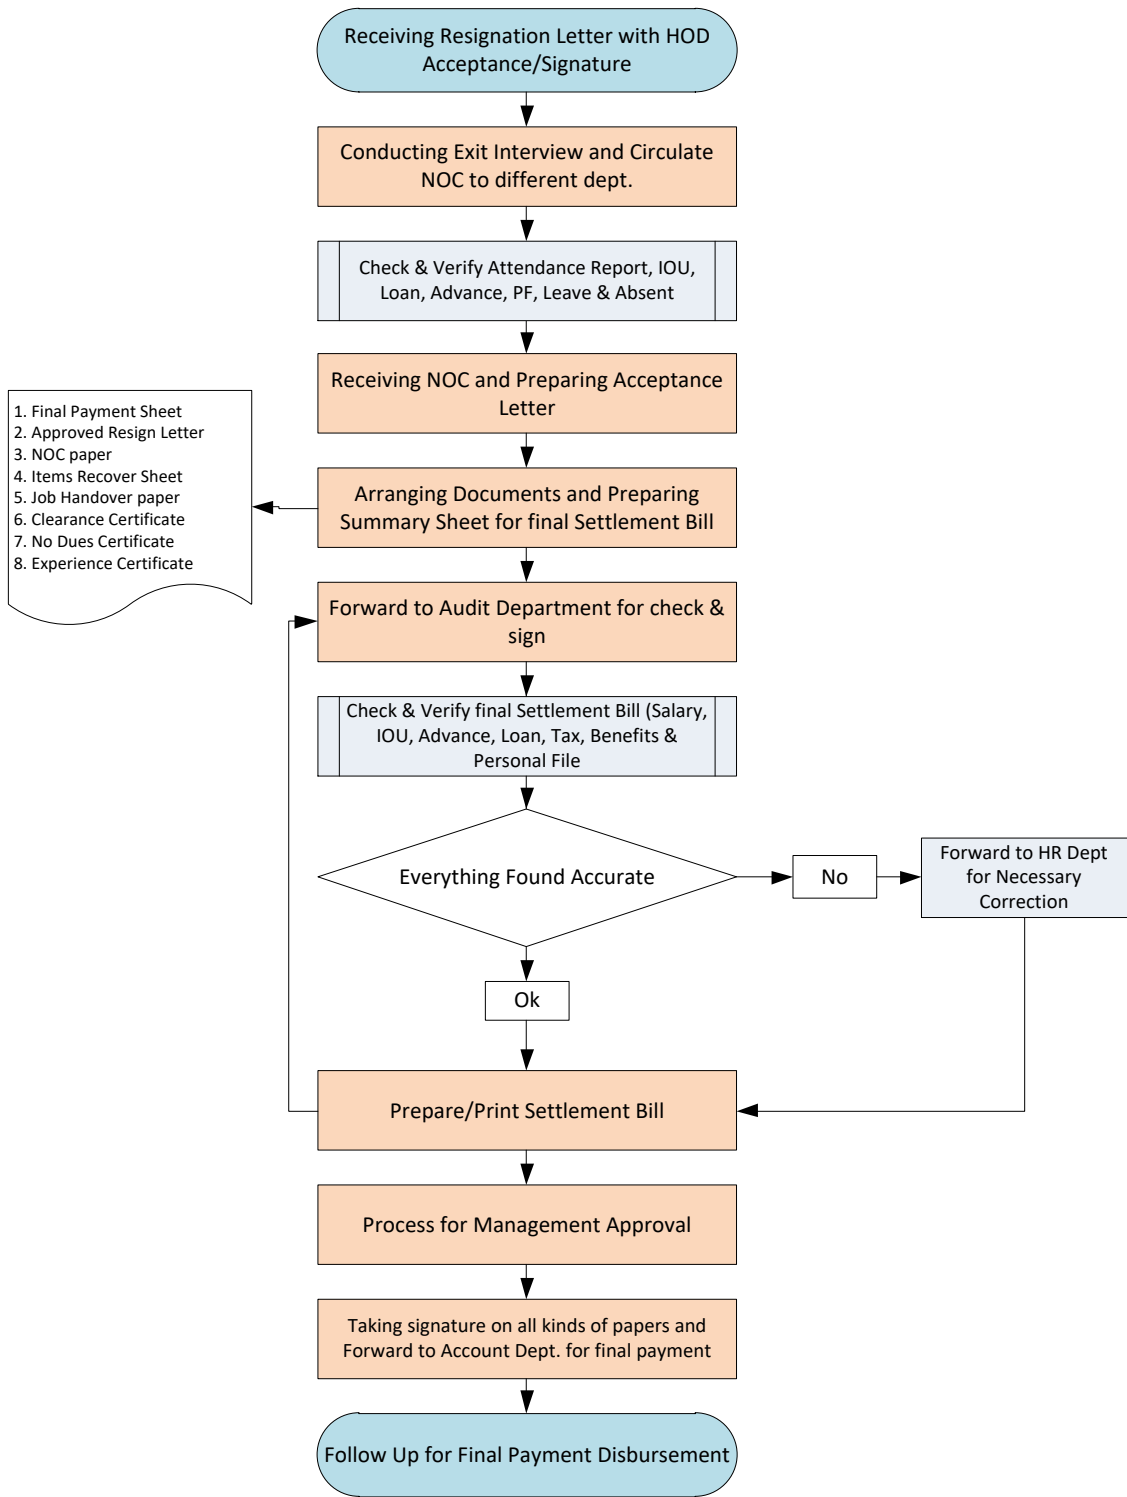 Receiving Resignation Letter with HOD
Acceptance/Signature
Conducting Exit Interview and Circulate
NOC to different dept.
Check & Verify Attendance Report, IOU,
Loan, Advance, PF, Leave & Absent
Receiving NOC and Preparing Acceptance
Letter
1. Final Payment Sheet
2. Approved Resign Letter
3. NOC paper
4. Items Recover Sheet
5. Job Handover paper
6. Clearance Certificate
7. No Dues Certificate
8. Experience Certificate
Arranging Documents and Preparing
Summary Sheet for final Settlement Bill
Forward to Audit Department for check &
sign
Check & Verify final Settlement Bill (Salary,
IOU, Advance, Loan, Tax, Benefits &
Personal File
Everything Found Accurate
No
Forward to HR Dept
for Necessary
Correction
Ok
Prepare/Print Settlement Bill
Process for Management Approval
Taking signature on all kinds of papers and
Forward to Account Dept. for final payment
Follow Up for Final Payment Disbursement